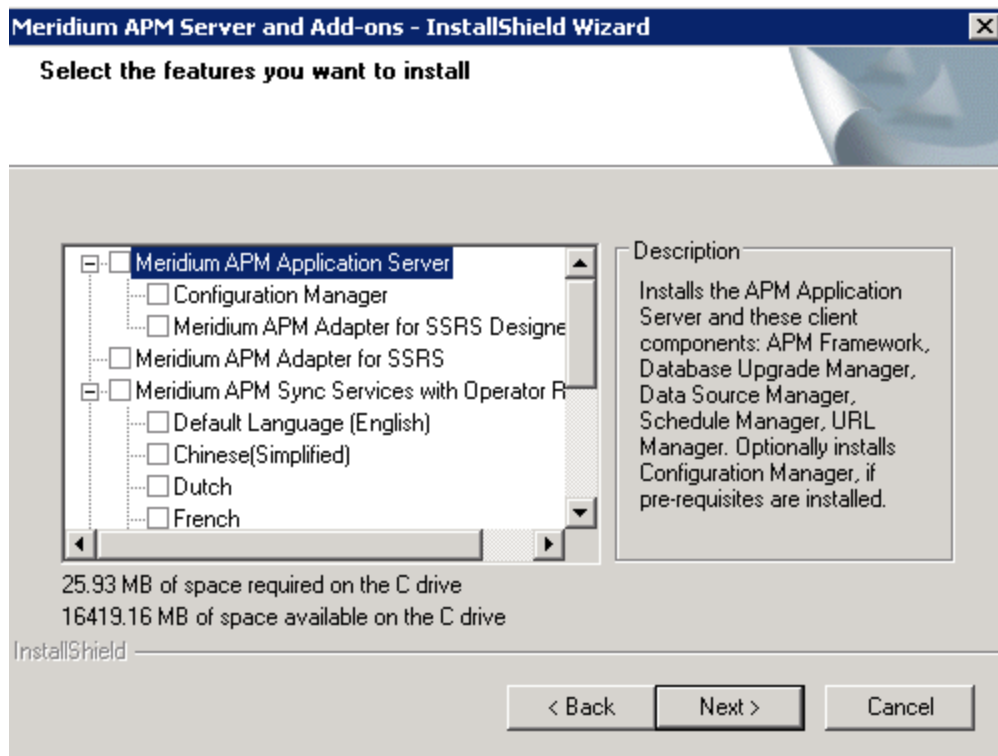 Meridium APM Server and Add-ons - InstallShield Wizard
Select the features you want to install
Meridium APM Application Server
Configuration Manager
Meridium APM Adapter for SSRS Designe
Meridium APM Adapter for SSRS
Meridium APM Sync Services with Operator R
Default Language (English)
Chinese(Simplified)
Dutch
French
Description
Installs the APM Application
Server and these client
components: APM Framework,
Database Upgrade Manager,
Data Source Manager,
Schedule Manager, URL
Manager. Optionally installs
Configuration Manager, if
pre-requisites are installed.
25.93 MB of space required on the C drive
16419.16 MB of space available on the C drive
InstallShield
< Back
Next >
Cancel